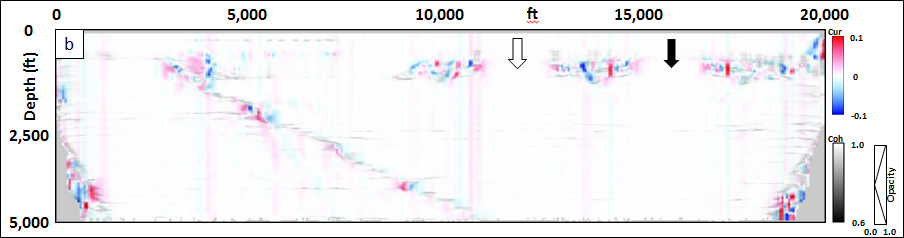 0 5,000 10,000 ft 15,000 20,000
0
b
Depth (ft)
2,500
5,000
Cur
0.1
0
-0.1
Coh
1.0
0.6
Opacity
0.0 1.0